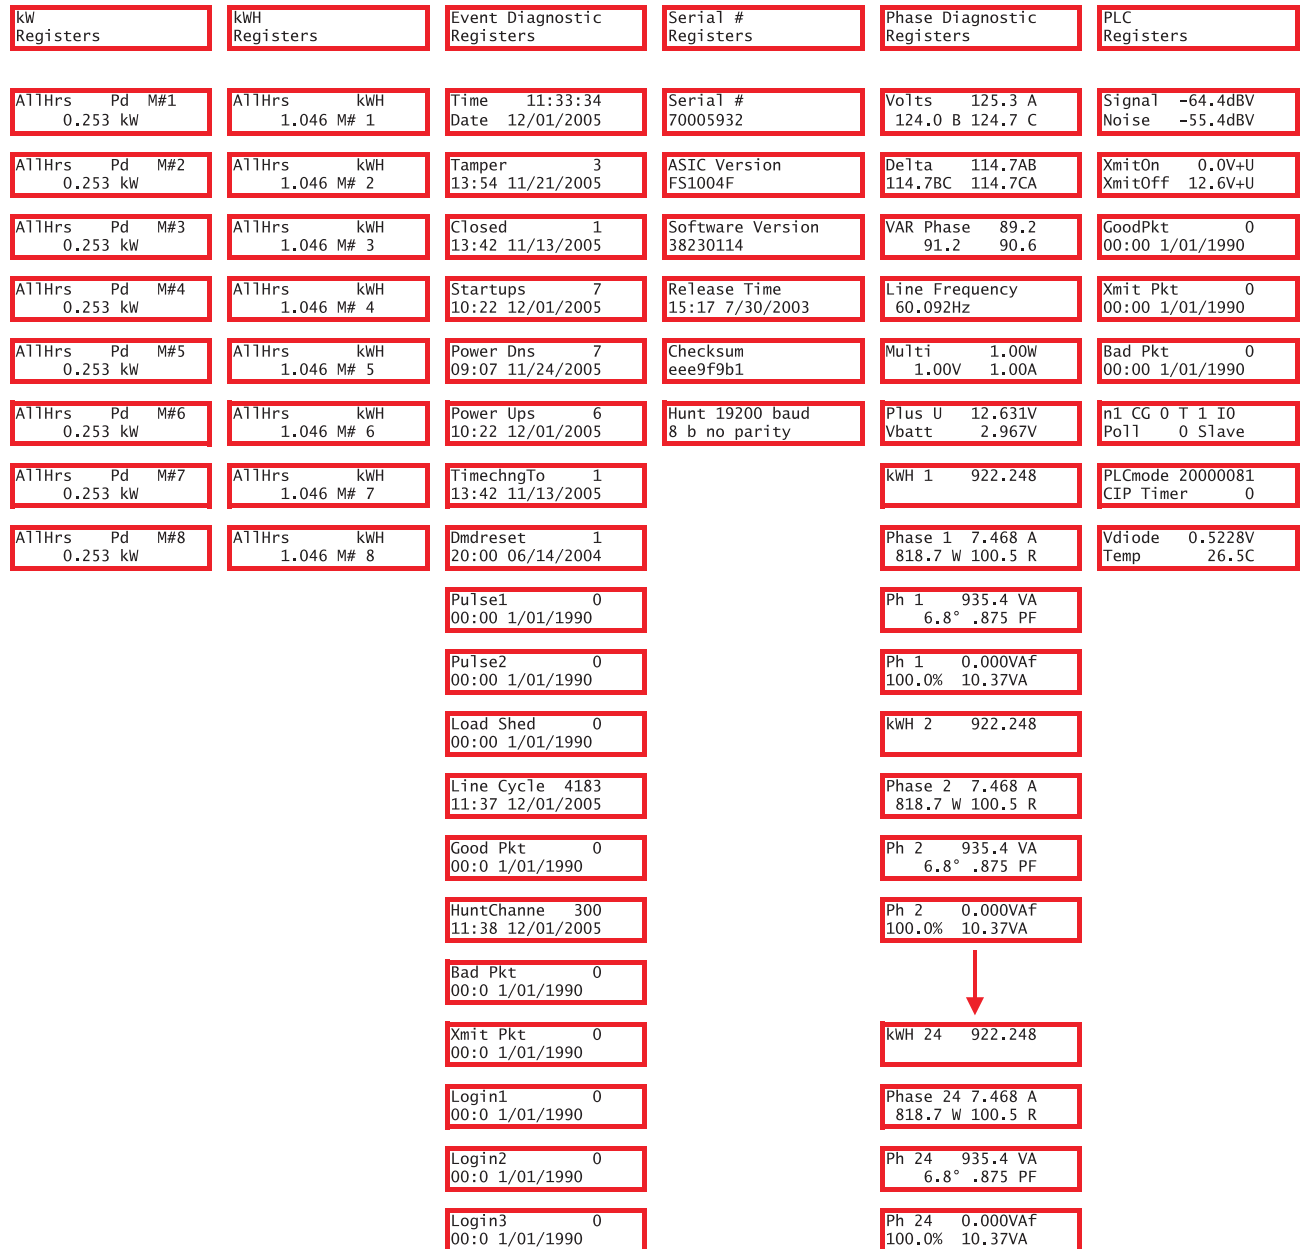 kW
Registers
AllHrs Pd M#1
0.253 kW
AllHrs Pd M#2
0.253 kW
AllHrs Pd M#3
0.253 kW
AllHrs Pd M#4
0.253 kW
AllHrs Pd M#5
0.253 kW
AllHrs Pd M#6
0.253 kW
AllHrs Pd M#7
0.253 kW
AllHrs Pd M#8
0.253 kW
kWH
Registers
AllHrs kWH
1.046 M# 1
AllHrs kWH
1.046 M# 2
AllHrs kWH
1.046 M# 3
AllHrs kWH
1.046 M# 4
AllHrs kWH
1.046 M# 5
AllHrs kWH
1.046 M# 6
AllHrs kWH
1.046 M# 7
AllHrs kWH
1.046 M# 8
Event Diagnostic
Registers
Time 11:33:34
Date 12/01/2005
Tamper 3
13:54 11/21/2005
Closed 1
13:42 11/13/2005
Startups 7
10:22 12/01/2005
Power Dns 7
09:07 11/24/2005
Power Ups 6
10:22 12/01/2005
TimechngTo 1
13:42 11/13/2005
Dmdreset 1
20:00 06/14/2004
Pulse1 0
00:00 1/01/1990
Pulse2 0
00:00 1/01/1990
Load Shed 0
00:00 1/01/1990
Line Cycle 4183
11:37 12/01/2005
Good Pkt 0
00:0 1/01/1990
HuntChanne 300
11:38 12/01/2005
Bad Pkt 0
00:0 1/01/1990
Xmit Pkt 0
00:0 1/01/1990
Login1 0
00:0 1/01/1990
Login2 0
00:0 1/01/1990
Login3 0
00:0 1/01/1990
Serial #
Registers
Serial #
70005932
ASIC Version
FS1004F
Software Version
38230114
Release Time
15:17 7/30/2003
Checksum
eee9f9b1
Hunt 19200 baud
8 b no parity
Phase Diagnostic
Registers
Volts 125.3 A
124.0 B 124.7 C
Delta 114.7AB
114.7BC 114.7CA
VAR Phase 89.2
91.2 90.6
Line Frequency
60.092Hz
Multi 1.00W
1.00V 1.00A
Plus U 12.631V
Vbatt 2.967V
kWH 1 922.248
Phase 1 7.468 A
818.7 W 100.5 R
Ph 1 935.4 VA
6.8° .875 PF
Ph 1 0.000VAf
100.0% 10.37VA
kWH 2 922.248
Phase 2 7.468 A
818.7 W 100.5 R
Ph 2 935.4 VA
6.8° .875 PF
Ph 2 0.000VAf
100.0% 10.37VA
kWH 24 922.248
Phase 24 7.468 A
818.7 W 100.5 R
Ph 24 935.4 VA
6.8° .875 PF
Ph 24 0.000VAf
100.0% 10.37VA
PLC
Registers
Signal -64.4dBV
Noise -55.4dBV
XmitOn 0.0V+U
XmitOff 12.6V+U
GoodPkt 0
00:00 1/01/1990
Xmit Pkt 0
00:00 1/01/1990
Bad Pkt 0
00:00 1/01/1990
n1 CG 0 T 1 I0
Poll 0 Slave
PLCmode 20000081
CIP Timer 0
Vdiode 0.5228V
Temp 26.5C